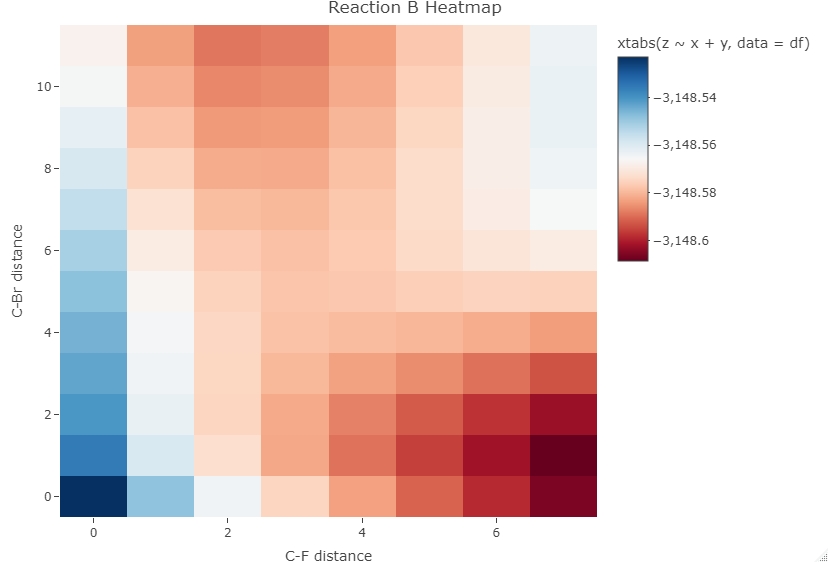 Reaction B Heatmap
xtabs(z ~ x + y, data = df)
−3,148.54
−3,148.56
−3,148.58
−3,148.6
10
8
6
4
2
0
C-Br distance
0 2 4 6
C-F distance